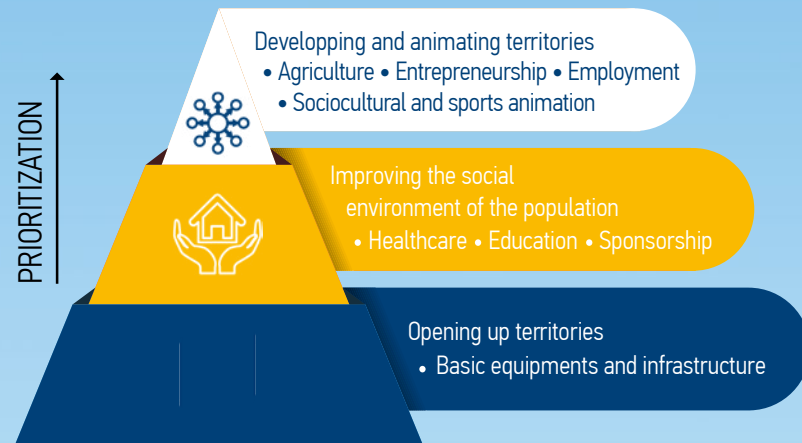 Developping and animating territories
• Agriculture • Entrepreneurship • Employment
• Sociocultural and sports animation
PRIORITIZATION
Improving the social
environment of the population
• Healthcare • Education • Sponsorship
Opening up territories
• Basic equipments and infrastructure